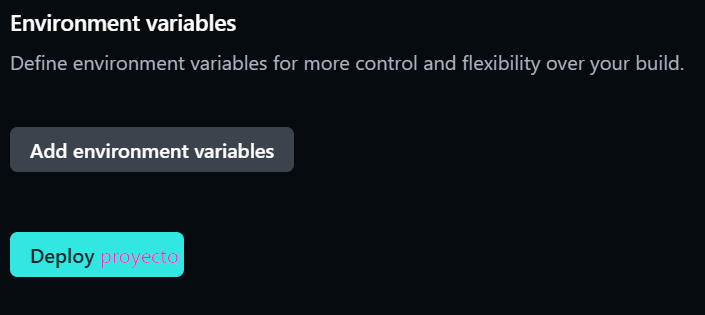 Environment variables
Define environment variables for more control and flexibility over your build.
Add environment variables
Deploy proyecto